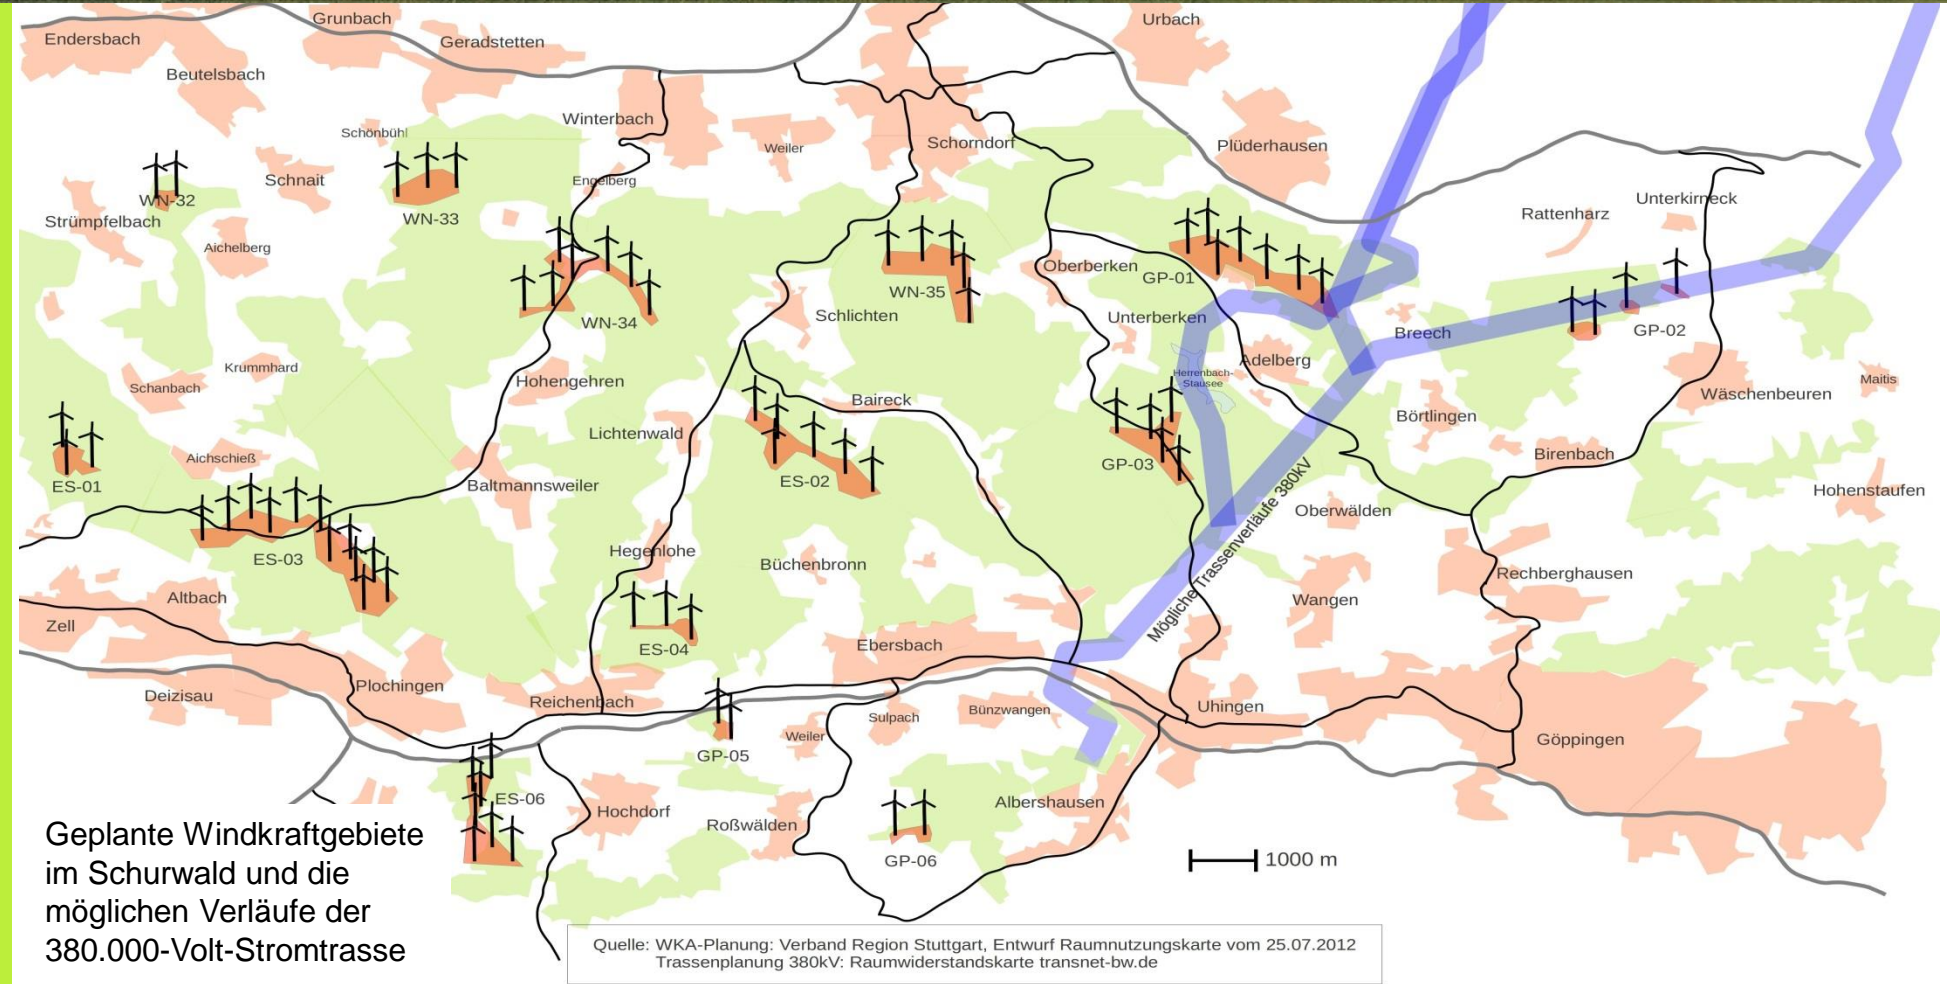 Grunbach
Urbach
Endersbach
Geradstetten
Beutelsbach
Winterbach
Schönbühl
Weiler
Schorndorf
Plüderhausen
Schnait
Engelberg
WN-32
WN-33
Unterkirneck
Rattenharz
Strümpfelbach
Aichelberg
Oberberken
GP-01
WN-35
WN-34
Schlichten
Unterberken
Breech
GP-02
Krummhard
Schanbach
Hohengehren
Adelberg
Herrenbach-
Stausee
Maitis
Wäschenbeuren
Baireck
Börtlingen
Lichtenwald
Aichschieß
Birenbach
GP-03
ES-01
Baltmannsweiler
ES-02
Hohenstaufen
Oberwälden
Mögliche Trassenverläufe 380kV
Hegenlohe
ES-03
Büchenbronn
Rechberghausen
Altbach
Wangen
Zell
Ebersbach
ES-04
Plochingen
Deizisau
Reichenbach
Bünzwangen
Sulpach
Uhingen
Weiler
Göppingen
GP-05
ES-06
Hochdorf
Albershausen
Roßwälden
GP-06
1000 m
Geplante Windkraftgebiete
im Schurwald und die
möglichen Verläufe der
380.000-Volt-Stromtrasse
Quelle: WKA-Planung: Verband Region Stuttgart, Entwurf Raumnutzungskarte vom 25.07.2012
Trassenplanung 380kV: Raumwiderstandskarte transnet-bw.de